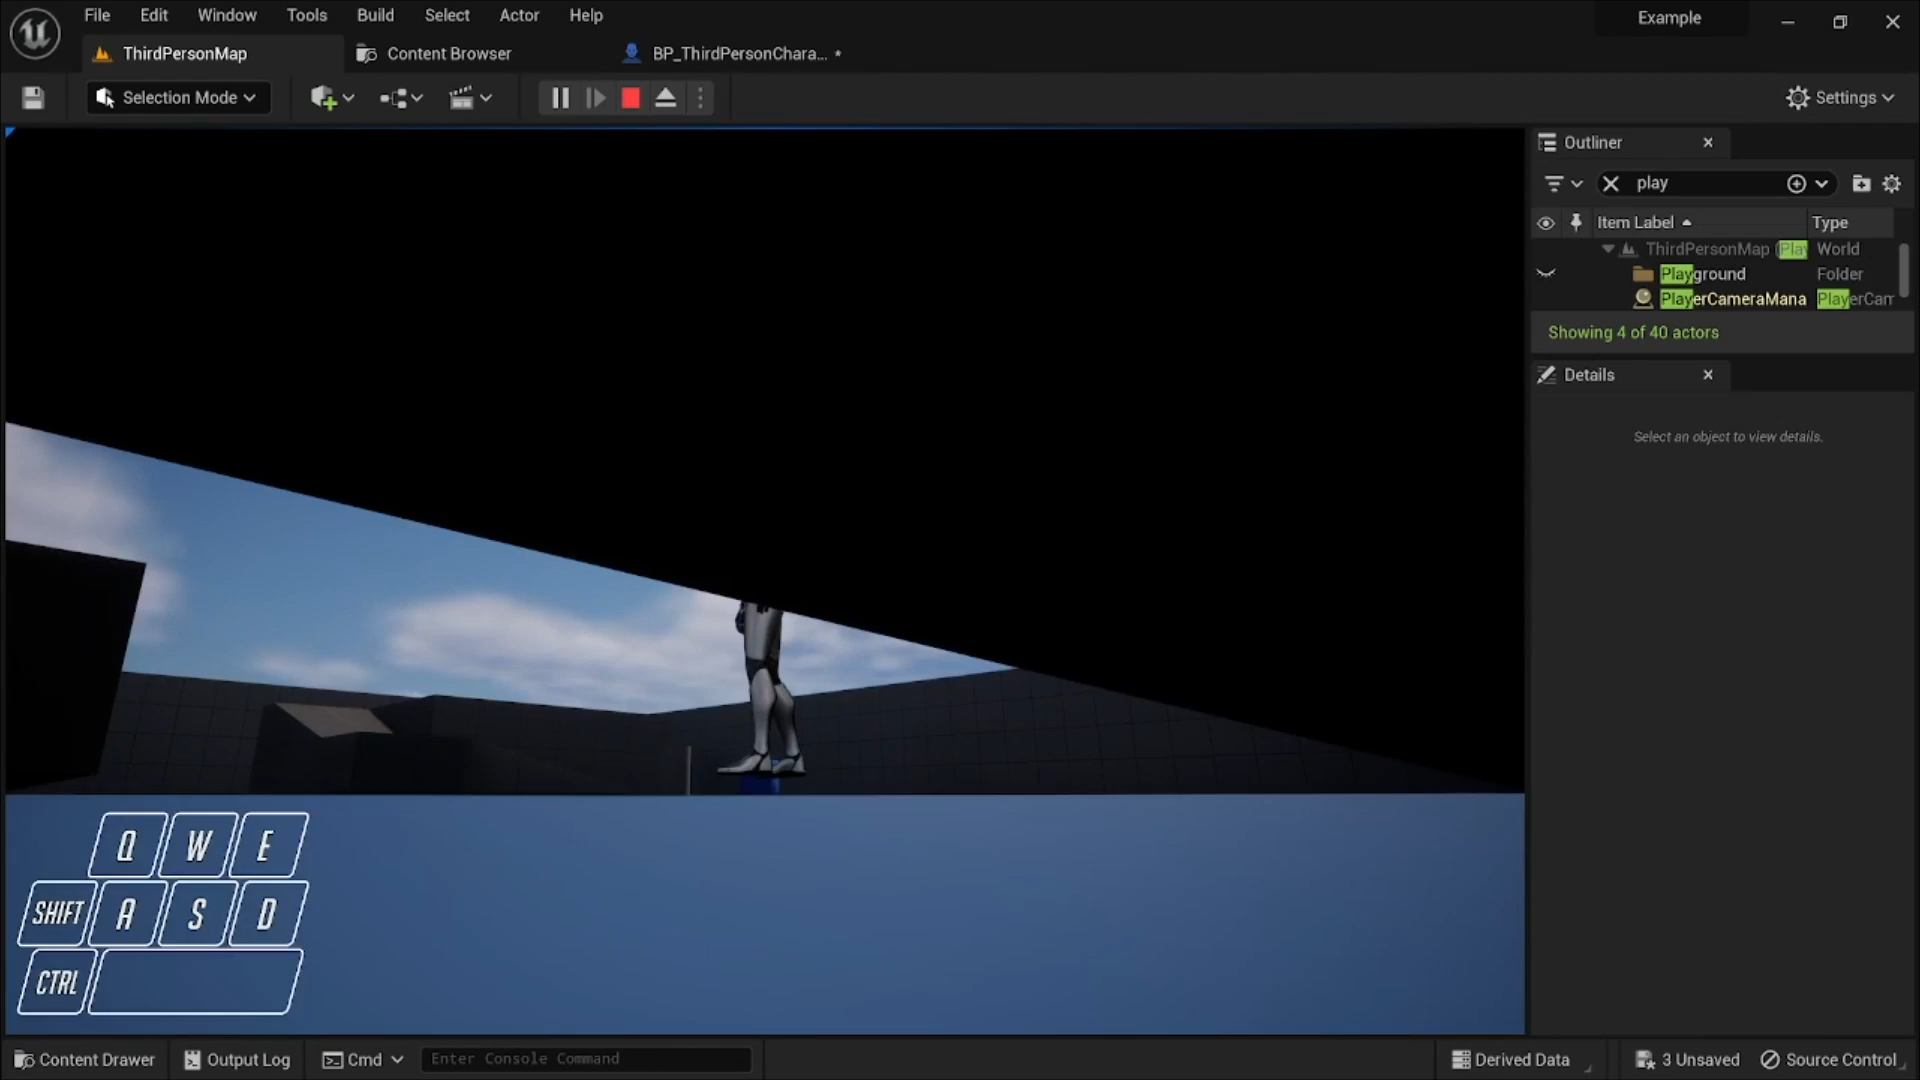 File Edit Window Tools Build Select Actor Help
Example
ThirdPersonMap
Content Browser
BP_ThirdPersonChara... *
Selection Mode
Settings
Outliner
play
Item Label
Type
ThirdPersonMap (Play
World
Playground
Folder
PlayerCameraMana
PlayerCam
Showing 4 of 40 actors
Details
Select an object to view details.
Q W E
SHIFT A S D
CTRL
Content Drawer
Output Log
Cmd
Enter Console Command
Derived Data
3 Unsaved
Source Control